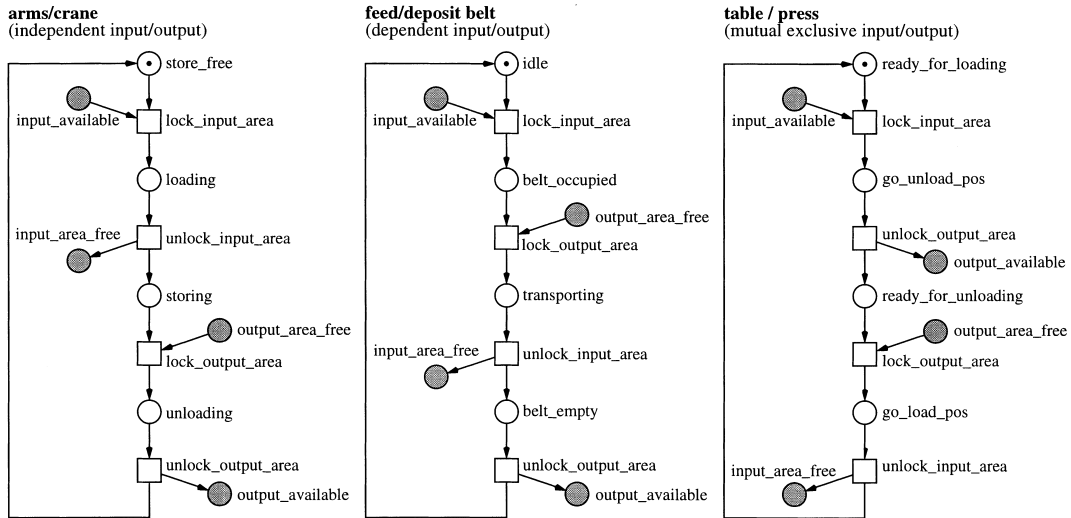 arms/crane
(independent input/output)
store_free
input_available
lock_input_area
loading
input_area_free
unlock_input_area
storing
output_area_free
lock_output_area
unloading
unlock_output_area
output_available
feed/deposit belt
(dependent input/output)
idle
input_available
lock_input_area
belt_occupied
output_area_free
lock_output_area
transporting
input_area_free
unlock_input_area
belt_empty
unlock_output_area
output_available
table / press
(mutual exclusive input/output)
ready_for_loading
input_available
lock_input_area
go_unload_pos
unlock_output_area
output_available
ready_for_unloading
output_area_free
lock_output_area
go_load_pos
input_area_free
unlock_input_area